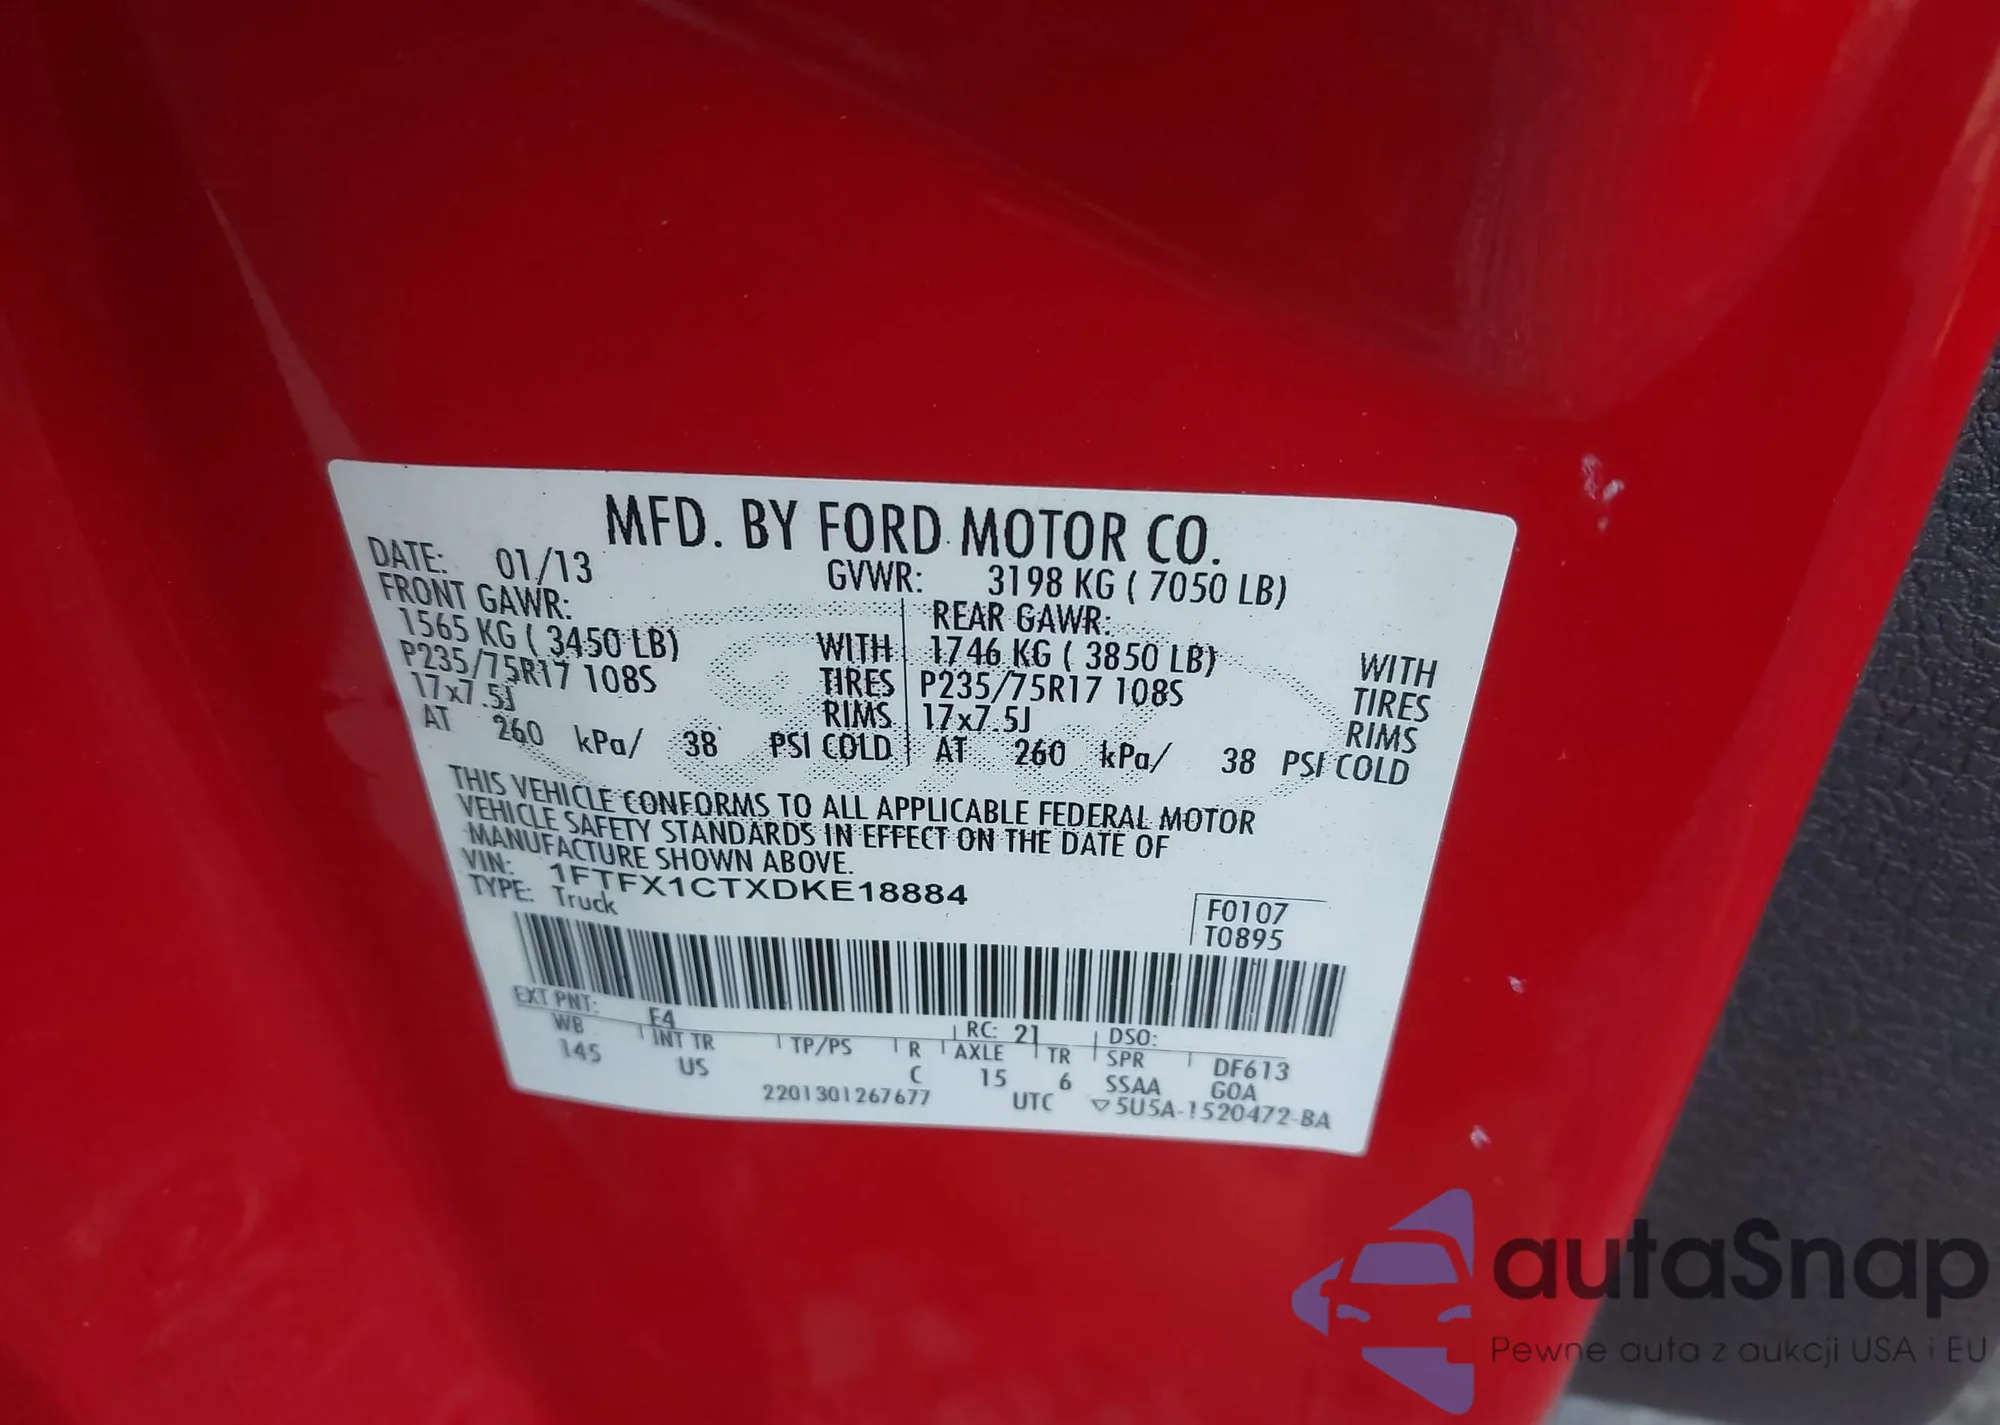 MFD. BY FORD MOTOR CO.
DATE: 01/13 GVWR: 3198 KG ( 7050 LB)
FRONT GAWR: REAR GAWR:
1565 KG ( 3450 LB) WITH 1746 KG ( 3850 LB) WITH
P235/75R17 108S TIRES P235/75R17 108S TIRES
17x7.5J RIMS 17x7.5J RIMS
AT 260 kPa/ 38 PSI COLD AT 260 kPa/ 38 PSI COLD
THIS VEHICLE CONFORMS TO ALL APPLICABLE FEDERAL MOTOR
VEHICLE SAFETY STANDARDS IN EFFECT ON THE DATE OF
MANUFACTURE SHOWN ABOVE.
VIN: 1FTFX1CTXDKE18884
TYPE: Truck
F0107
T0895
EXT PNT: E4 RC: 21 DSO:
WB INT TR TP/PS R AXLE TR SPR DF613
145 US C 15 6 SSAA GOA
2201301267677 UTC ▽5U5A-1520472-BA
autaSnap
Pewne auta z aukcji USA i EU